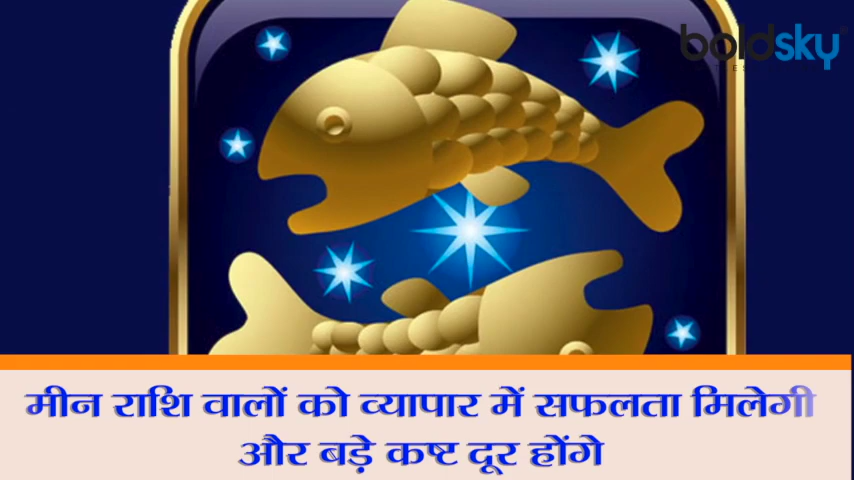 boldsky
मीन राशि वालों को व्यापार में सफलता मिलेगी
और बड़े कष्ट दूर होंगे